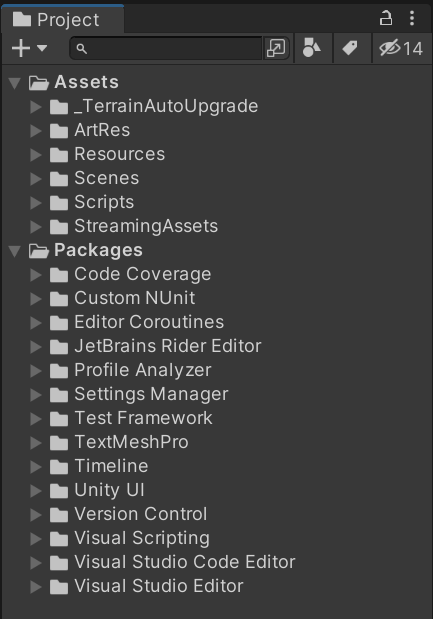 Project
14
Assets
_TerrainAutoUpgrade
ArtRes
Resources
Scenes
Scripts
StreamingAssets
Packages
Code Coverage
Custom NUnit
Editor Coroutines
JetBrains Rider Editor
Profile Analyzer
Settings Manager
Test Framework
TextMeshPro
Timeline
Unity UI
Version Control
Visual Scripting
Visual Studio Code Editor
Visual Studio Editor